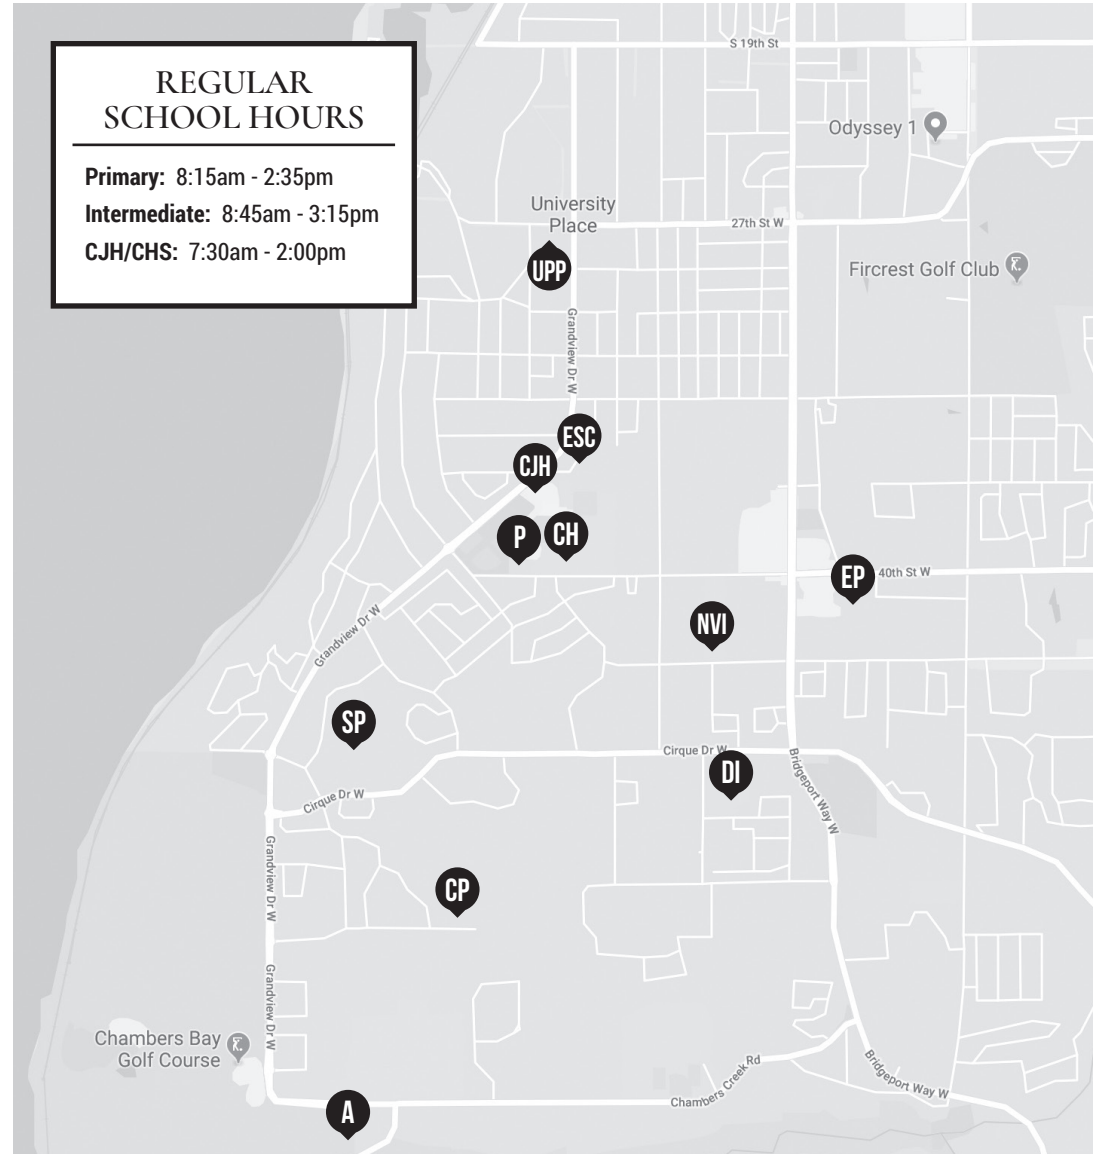 REGULAR
SCHOOL HOURS
Primary: 8:15am - 2:35pm
Intermediate: 8:45am - 3:15pm
CJH/CHS: 7:30am - 2:00pm
S 19th St
Odyssey 1
University
Place
27th St W
UPP
Fircrest Golf Club
Grandview Dr W
ESC
CJH
P
CH
EP
40th St W
NVI
Grandview Dr W
SP
Cirque Dr W
DI
Bridgeport Way W
Cirque Dr W
Grandview Dr W
CP
Grandview Dr W
Chambers Bay
Golf Course
Chambers Creek Rd
Bridgeport Way W
A